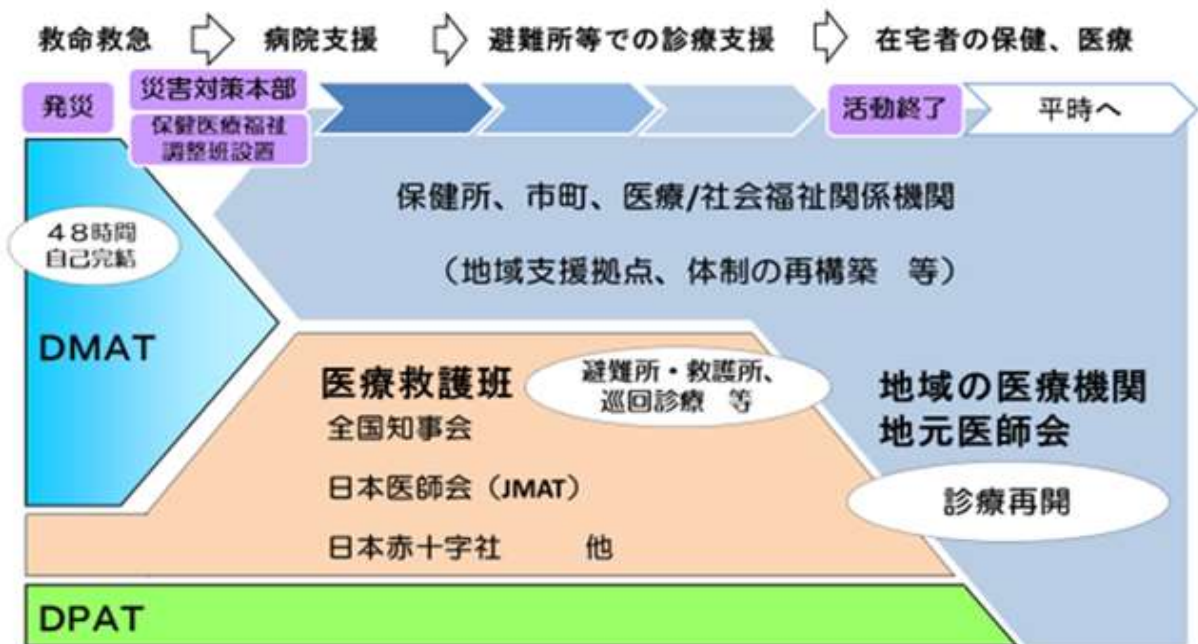 救命救急
病院支援
避難所等での診療支援
在宅者の保健、医療
発災
災害対策本部
保健医療福祉
調整班設置
活動終了
平時へ
保健所、市町、医療/社会福祉関係機関
（地域支援拠点、体制の再構築　等）
４８時間
自己完結
DMAT
医療救護班
避難所・救護所、
巡回診療　等
全国知事会
日本医師会（JMAT）
日本赤十字社　　他
地域の医療機関
地元医師会
診療再開
DPAT